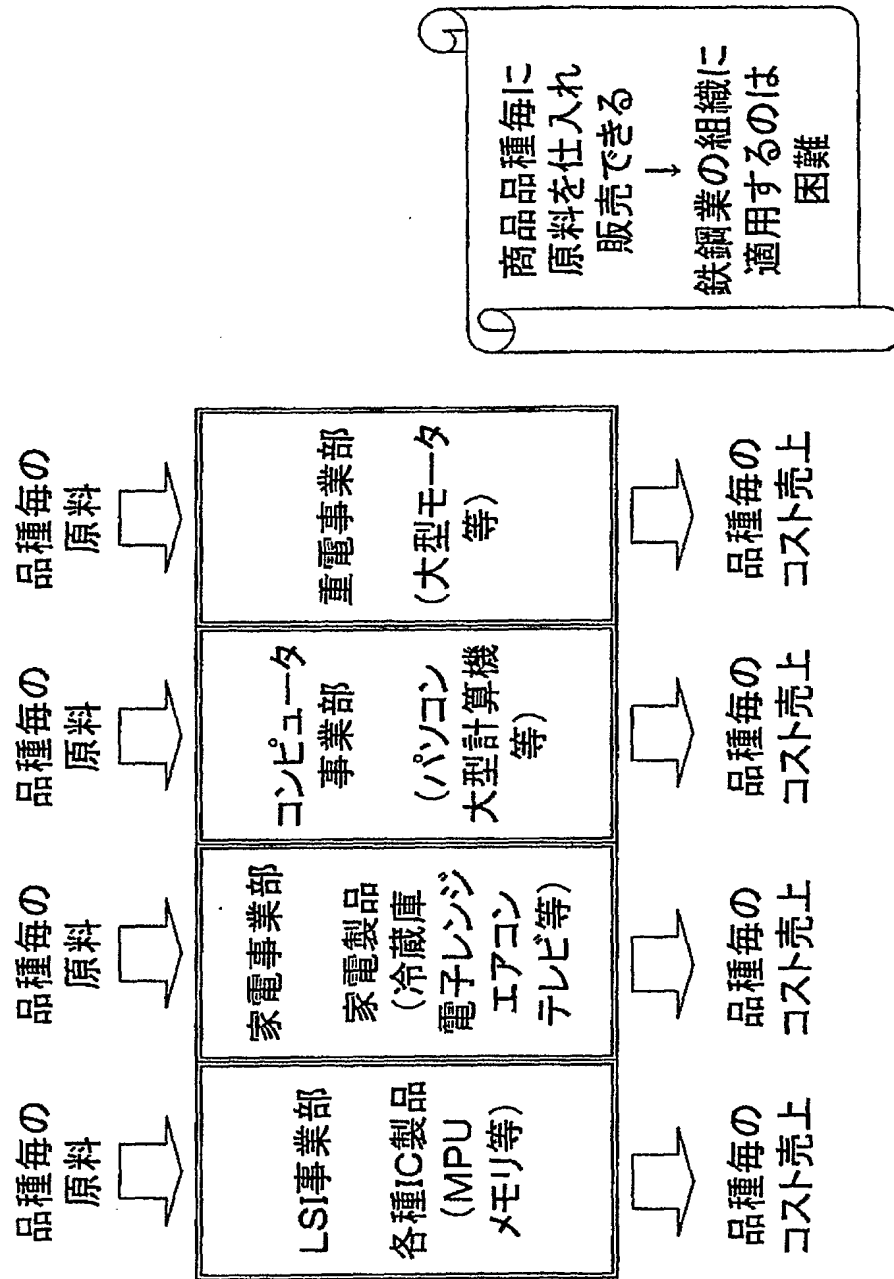 品種毎の
原料
品種毎の
原料
品種毎の
原料
品種毎の
原料
LSI事業部
各種IC製品
(MPU
メモリ等)
家電事業部
家電製品
(冷蔵庫
電子レンジ
エアコン
テレビ等)
コンピュータ
事業部
(パソコン
大型計算機
等)
重電事業部
(大型モータ
等)
品種毎の
コスト売上
品種毎の
コスト売上
品種毎の
コスト売上
品種毎の
コスト売上
商品品種毎に
原料を仕入れ
販売できる
↓
鉄鋼業の組織に
適用するのは
困難